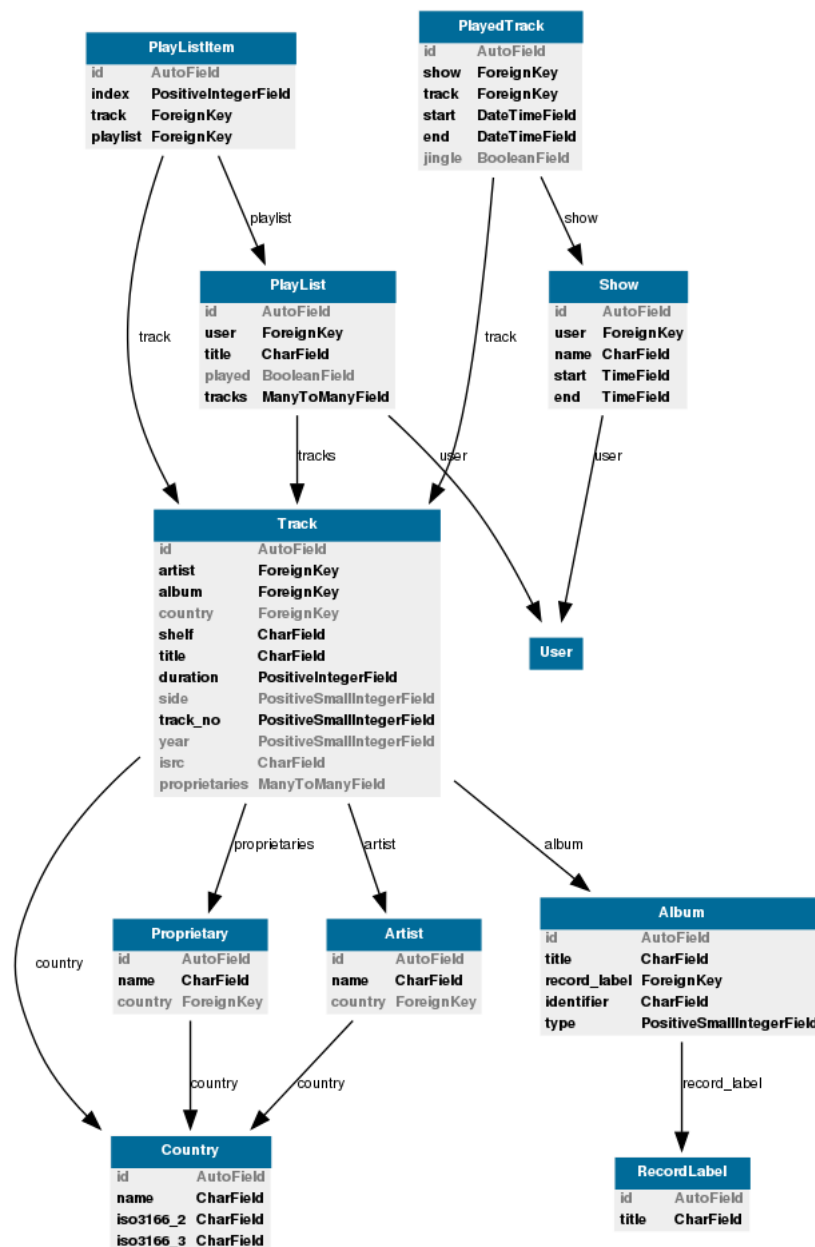 PlayListItem
id AutoField
index PositiveIntegerField
track ForeignKey
playlist ForeignKey
PlayedTrack
id AutoField
show ForeignKey
track ForeignKey
start DateTimeField
end DateTimeField
jingle BooleanField
playlist
show
PlayList
id AutoField
user ForeignKey
title CharField
played BooleanField
tracks ManyToManyField
Show
id AutoField
user ForeignKey
name CharField
start TimeField
end TimeField
track
track
tracks
user
user
Track
id AutoField
artist ForeignKey
album ForeignKey
country ForeignKey
shelf CharField
title CharField
duration PositiveIntegerField
side PositiveSmallIntegerField
track_no PositiveSmallIntegerField
year PositiveSmallIntegerField
isrc CharField
proprietaries ManyToManyField
User
proprietaries
artist
album
Proprietary
id AutoField
name CharField
country ForeignKey
Artist
id AutoField
name CharField
country ForeignKey
Album
id AutoField
title CharField
record_label ForeignKey
identifier CharField
type PositiveSmallIntegerField
country
country
country
record_label
Country
id AutoField
name CharField
iso3166_2 CharField
iso3166_3 CharField
RecordLabel
id AutoField
title CharField